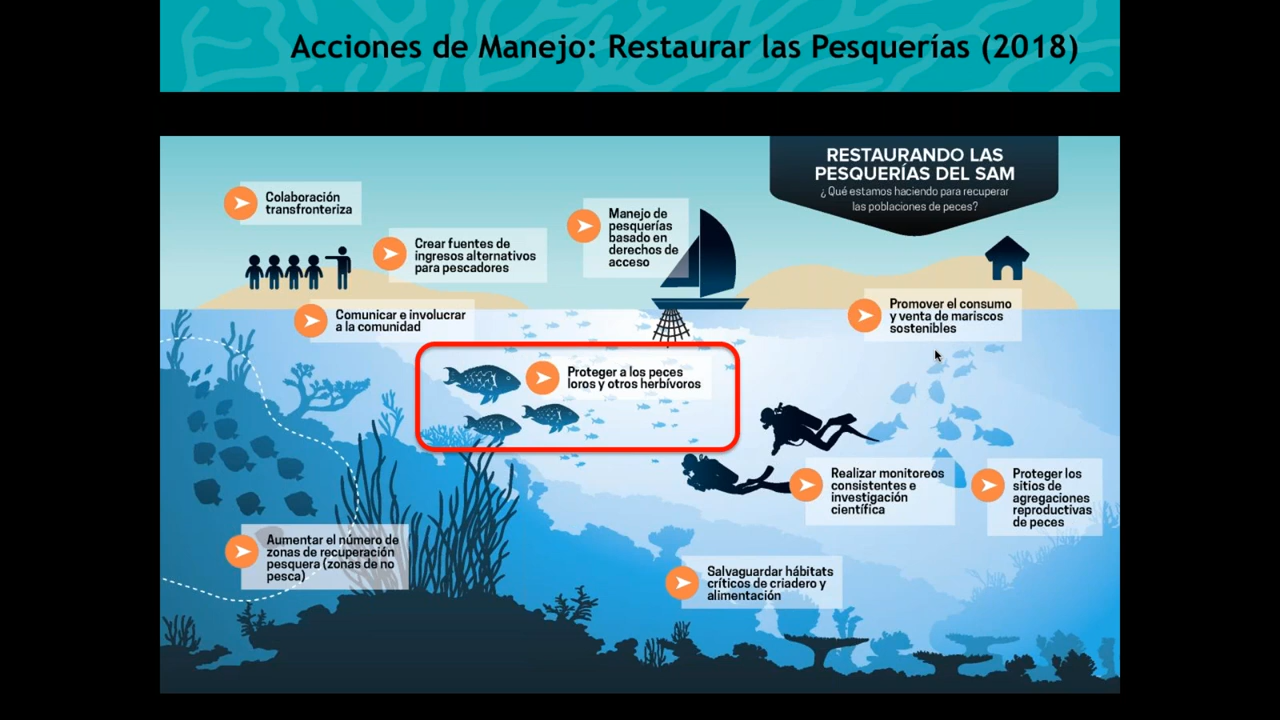 Acciones de Manejo: Restaurar las Pesquerías (2018)
RESTAURANDO LAS
PESQUERÍAS DEL SAM
¿Qué estamos haciendo para recuperar
las poblaciones de peces?
Colaboración
transfronteriza
Crear fuentes de
ingresos alternativos
para pescadores
Manejo de
pesquerías
basado en
derechos de
acceso
Comunicar e involucrar
a la comunidad
Promover el consumo
y venta de mariscos
sostenibles
Proteger a los peces
loros y otros herbívoros
Realizar monitoreos
consistentes e
investigación
científica
Proteger los
sitios de
agregaciones
reproductivas
de peces
Aumentar el número de
zonas de recuperación
pesquera (zonas de no
pesca)
Salvaguardar hábitats
críticos de criadero y
alimentación